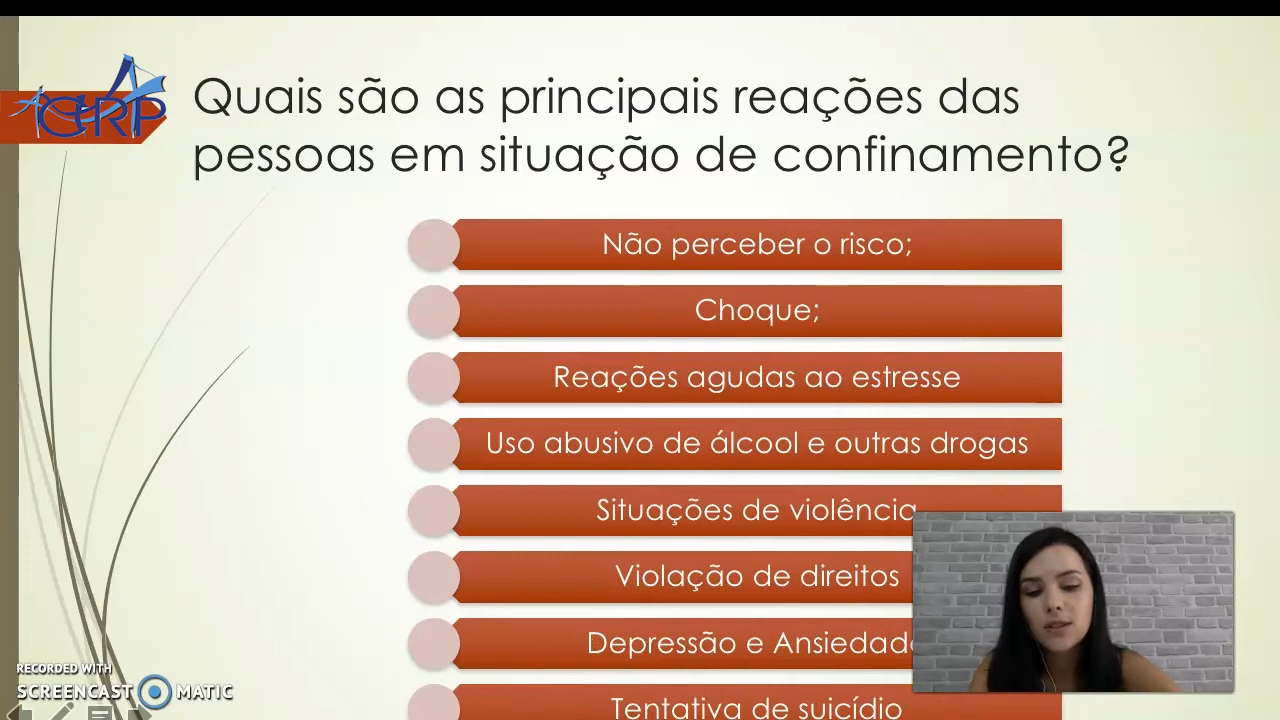 CRP
Quais são as principais reações das
pessoas em situação de confinamento?
Não perceber o risco;
Choque;
Reações agudas ao estresse
Uso abusivo de álcool e outras drogas
Situações de violência
Violação de direitos
Depressão e Ansiedade
Tentativa de suicídio
RECORDED WITH
SCREENCAST MATIC